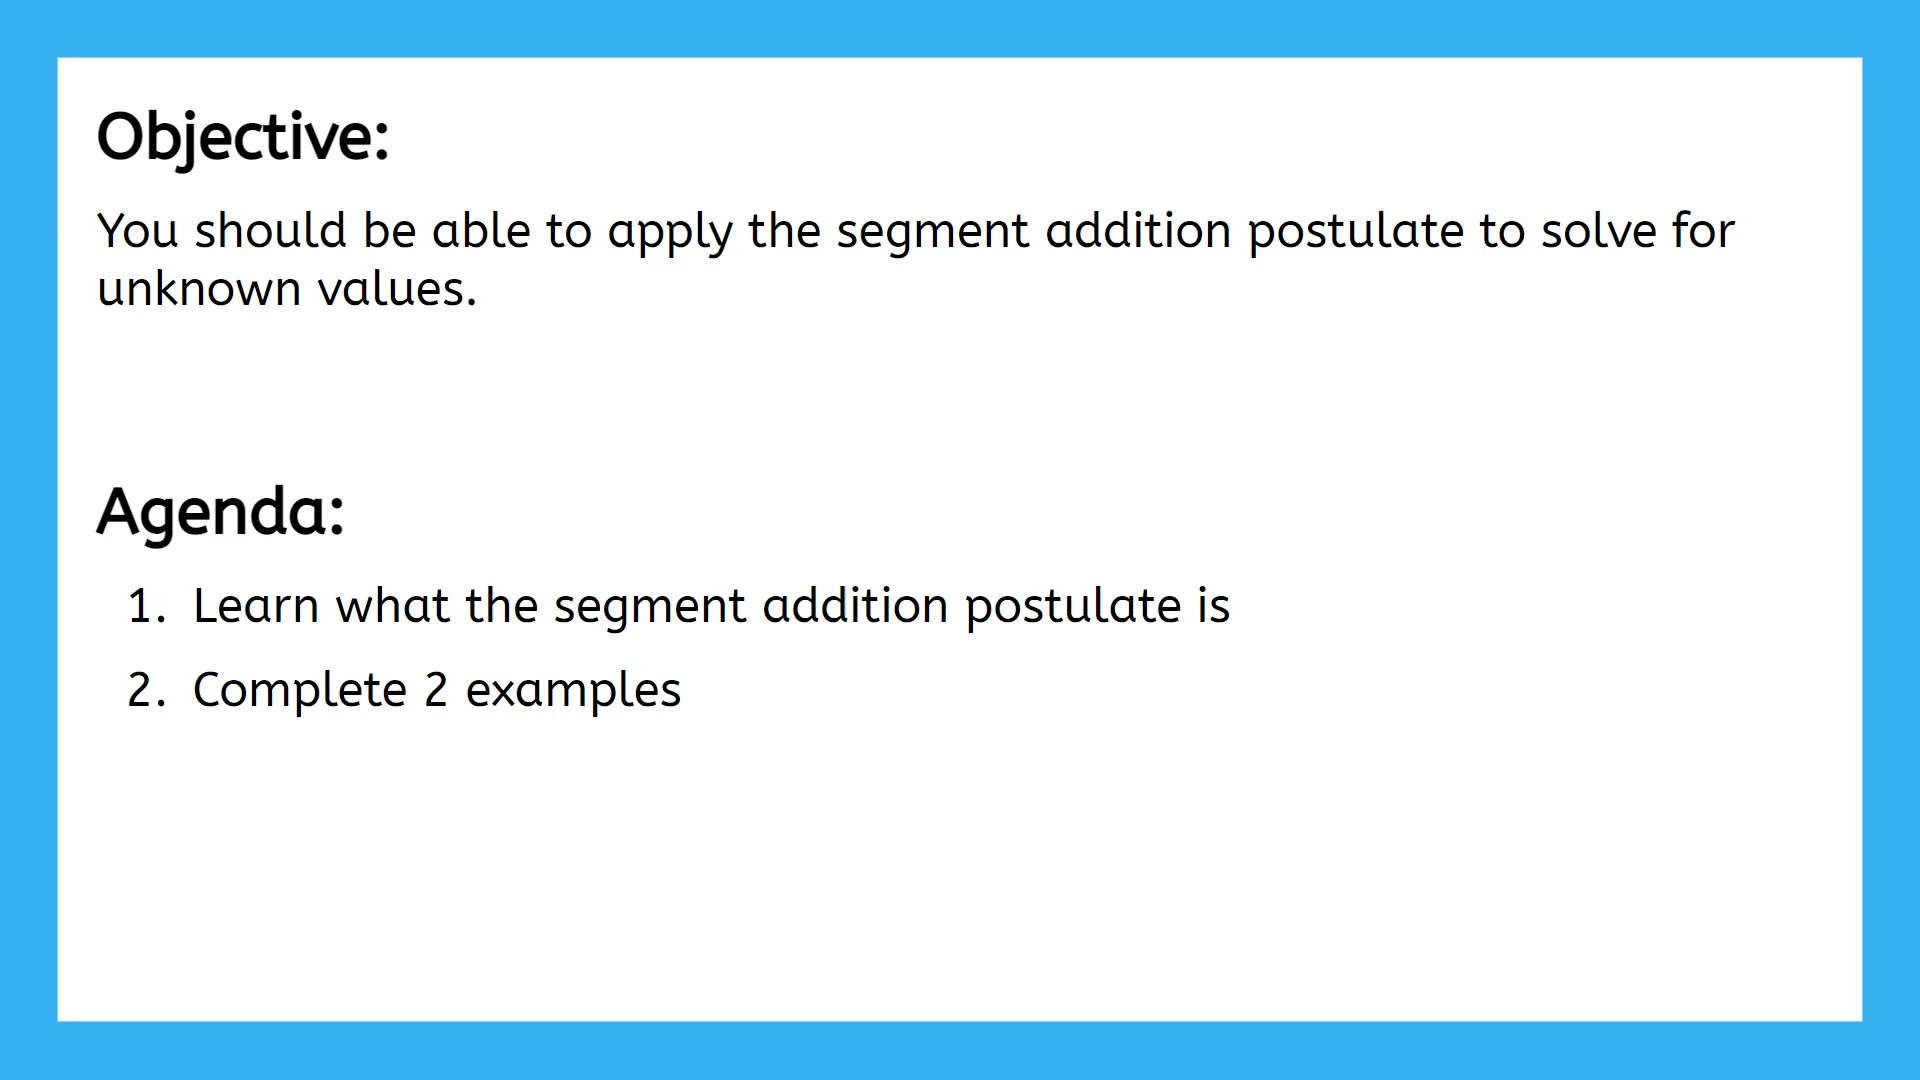 Objective:
You should be able to apply the segment addition postulate to solve for
unknown values.
Agenda:
1. Learn what the segment addition postulate is
2. Complete 2 examples